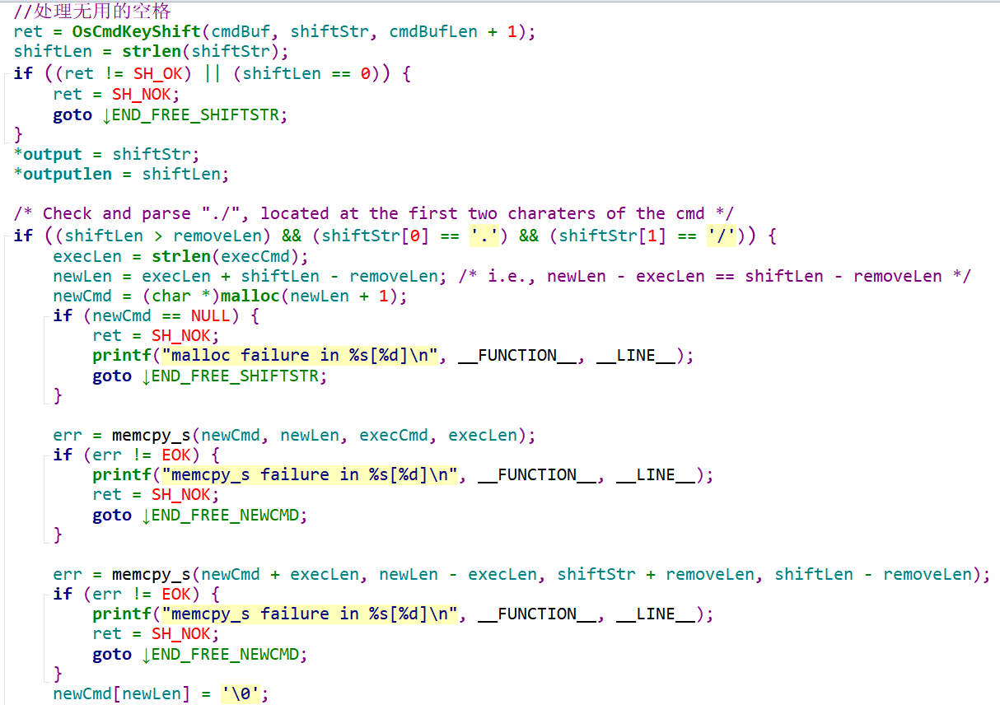 //处理无用的空格
ret = OsCmdKeyShift(cmdBuf, shiftStr, cmdBufLen + 1);
shiftLen = strlen(shiftStr);
if ((ret != SH_OK) || (shiftLen == 0)) {
    ret = SH_NOK;
    goto ↓END_FREE_SHIFTSTR;
}
*output = shiftStr;
*outputlen = shiftLen;

/* Check and parse "./", located at the first two charaters of the cmd */
if ((shiftLen > removeLen) && (shiftStr[0] == '.') && (shiftStr[1] == '/')) {
    execLen = strlen(execCmd);
    newLen = execLen + shiftLen - removeLen; /* i.e., newLen - execLen == shiftLen - removeLen */
    newCmd = (char *)malloc(newLen + 1);
    if (newCmd == NULL) {
        ret = SH_NOK;
        printf("malloc failure in %s[%d]\n", __FUNCTION__, __LINE__);
        goto ↓END_FREE_SHIFTSTR;
    }

    err = memcpy_s(newCmd, newLen, execCmd, execLen);
    if (err != EOK) {
        printf("memcpy_s failure in %s[%d]\n", __FUNCTION__, __LINE__);
        ret = SH_NOK;
        goto ↓END_FREE_NEWCMD;
    }

    err = memcpy_s(newCmd + execLen, newLen - execLen, shiftStr + removeLen, shiftLen - removeLen);
    if (err != EOK) {
        printf("memcpy_s failure in %s[%d]\n", __FUNCTION__, __LINE__);
        ret = SH_NOK;
        goto ↓END_FREE_NEWCMD;
    }
    newCmd[newLen] = '\0';